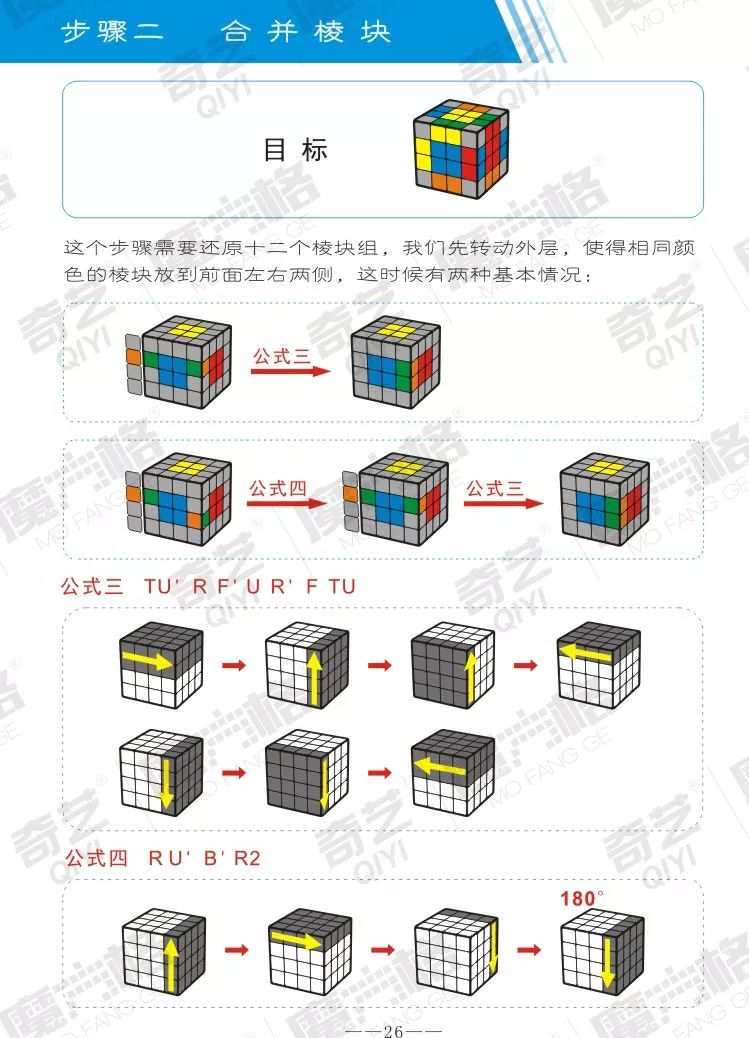 步骤二 合并棱块
目标
这个步骤需要还原十二个棱块组，我们先转动外层，使得相同颜
色的棱块放到前面左右两侧，这时候有两种基本情况：
公式三
公式四 公式三
公式三 TU' R F' U R' F TU
公式四 R U' B' R2
180°
——26——
奇艺®
QIYI
魔方格®
MO FANG GE